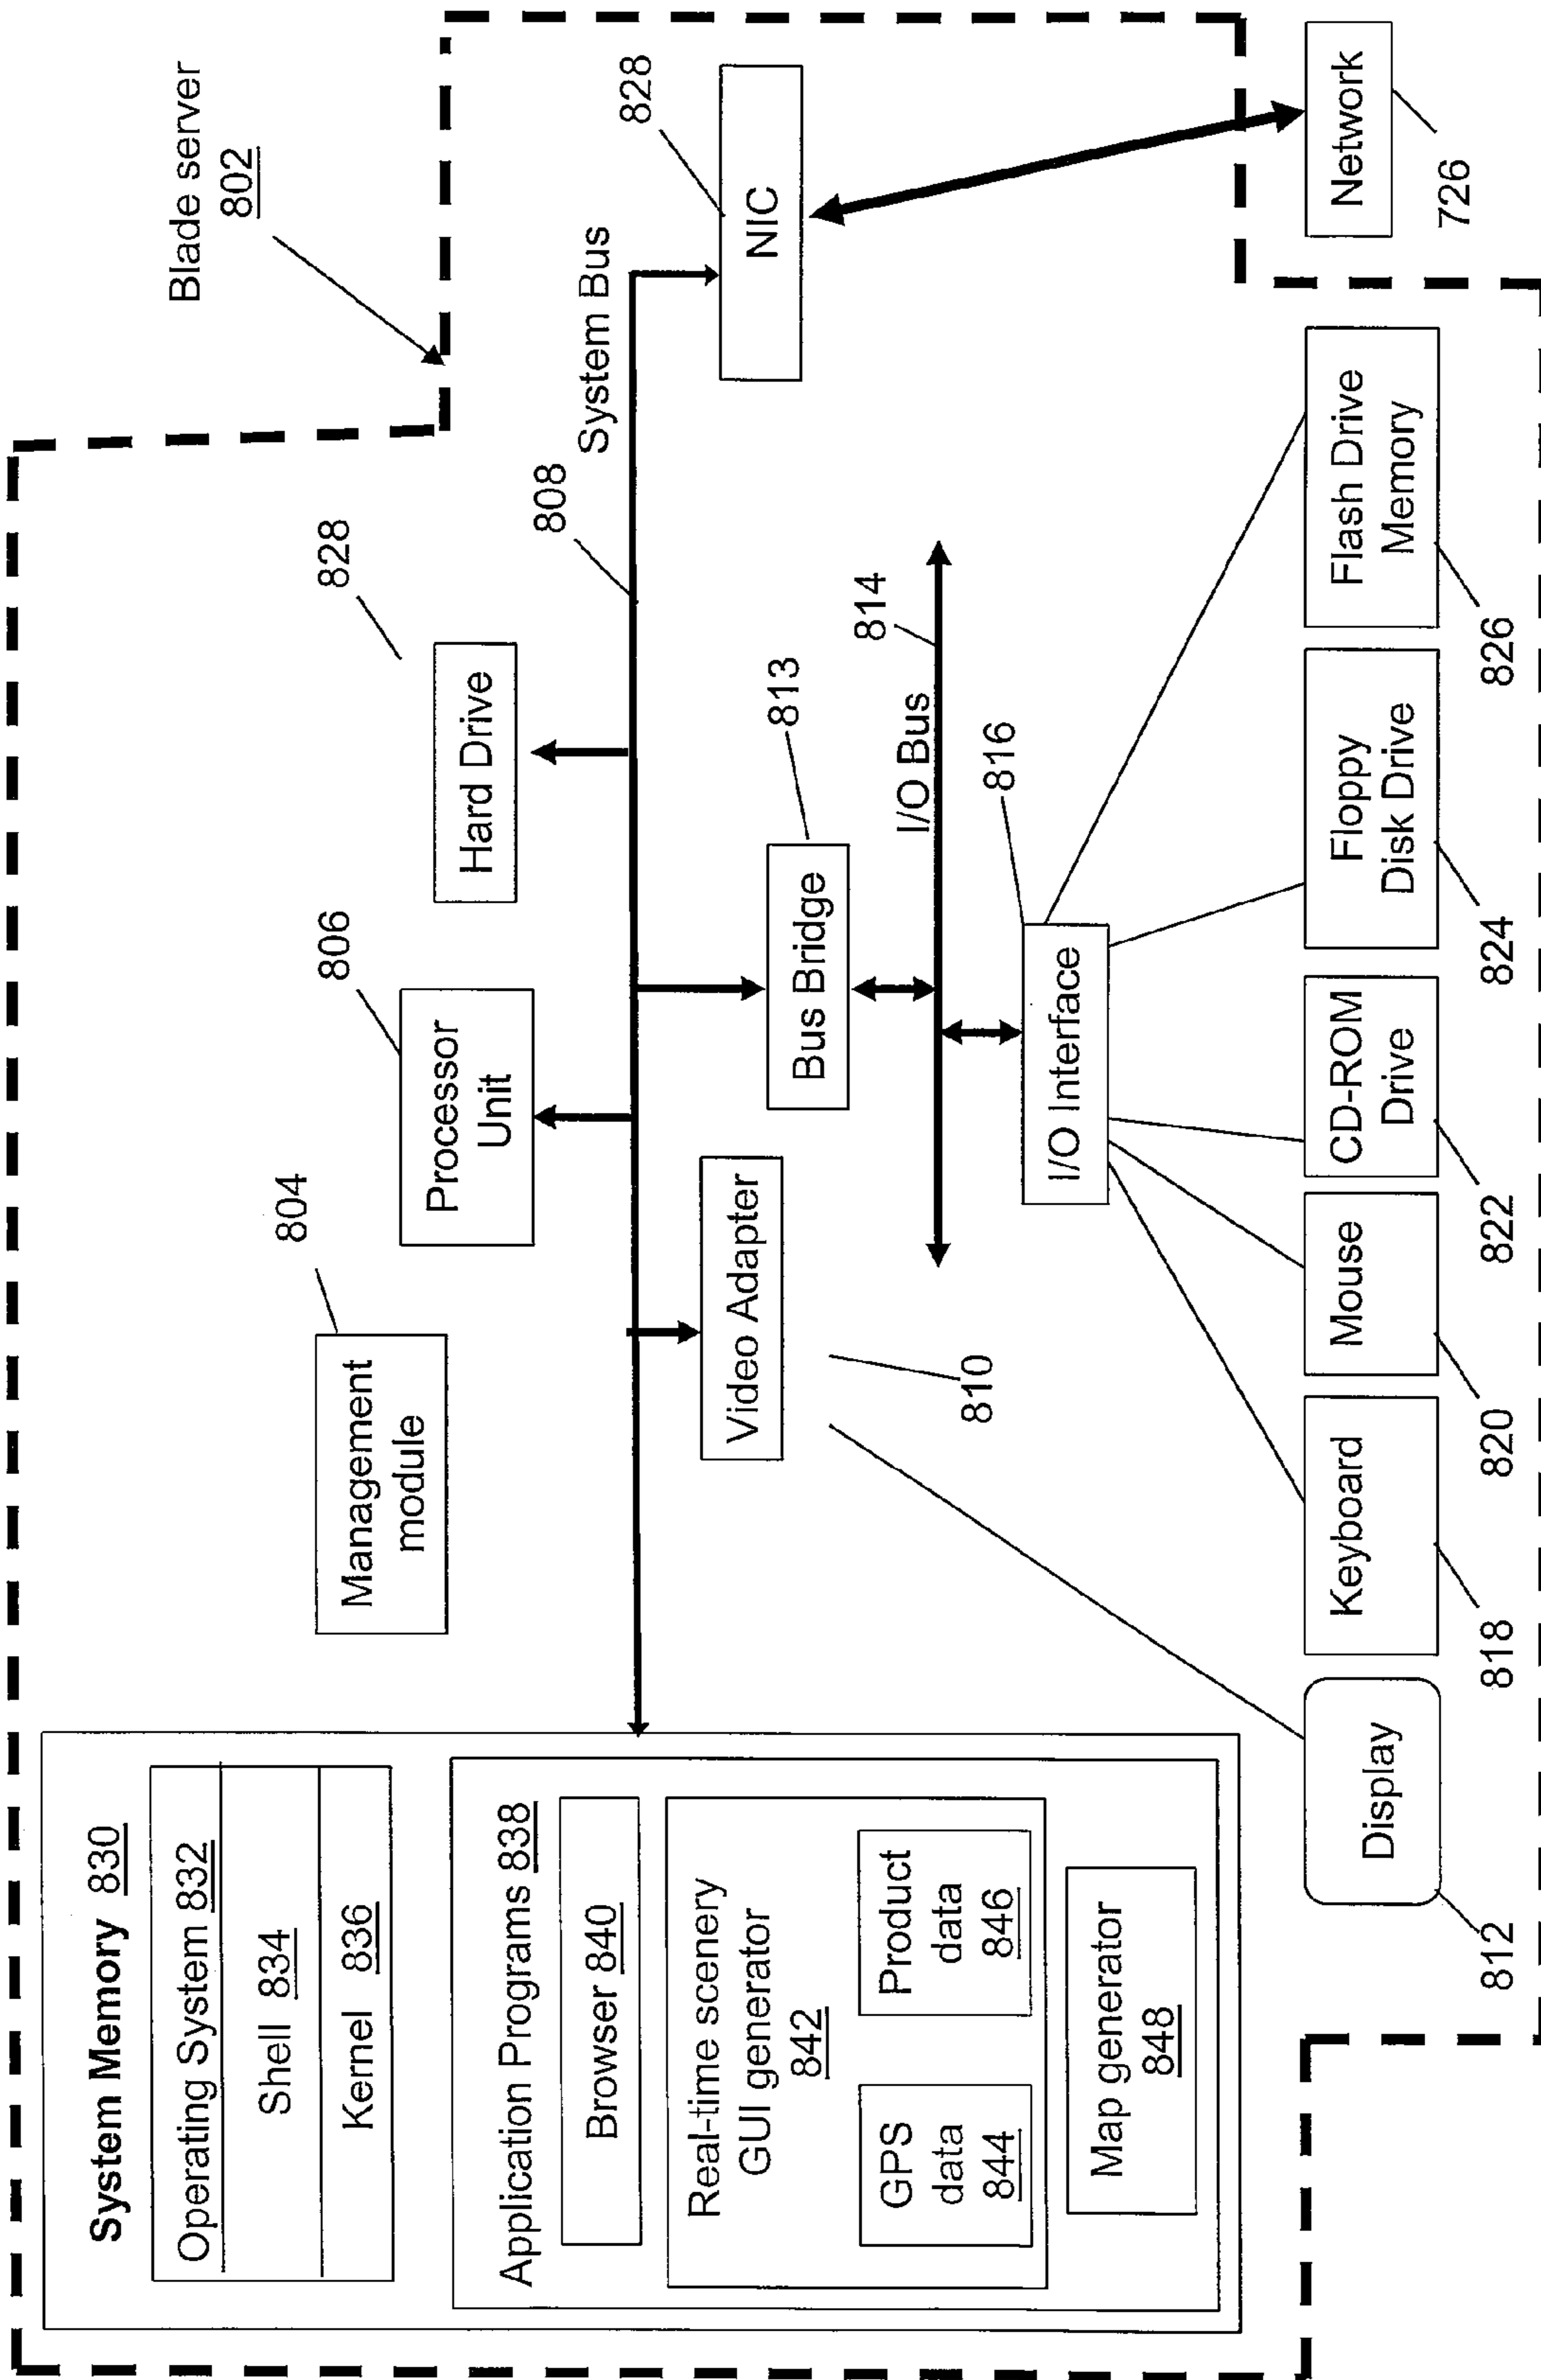 System Memory 830
Operating System 832
Shell 834
Kernel 836
Application Programs 838
Browser 840
Real-time scenery
GUI generator
842
GPS
data
844
Product
data
846
Map generator
848
Management
module
804
Processor
Unit
806
Hard Drive
828
Blade server
802
808
System Bus
Video Adapter
810
Bus Bridge
813
NIC
828
I/O Bus
814
I/O Interface
816
Display
812
Keyboard
818
Mouse
820
CD-ROM
Drive
822
Floppy
Disk Drive
824
Flash Drive
Memory
826
Network
726